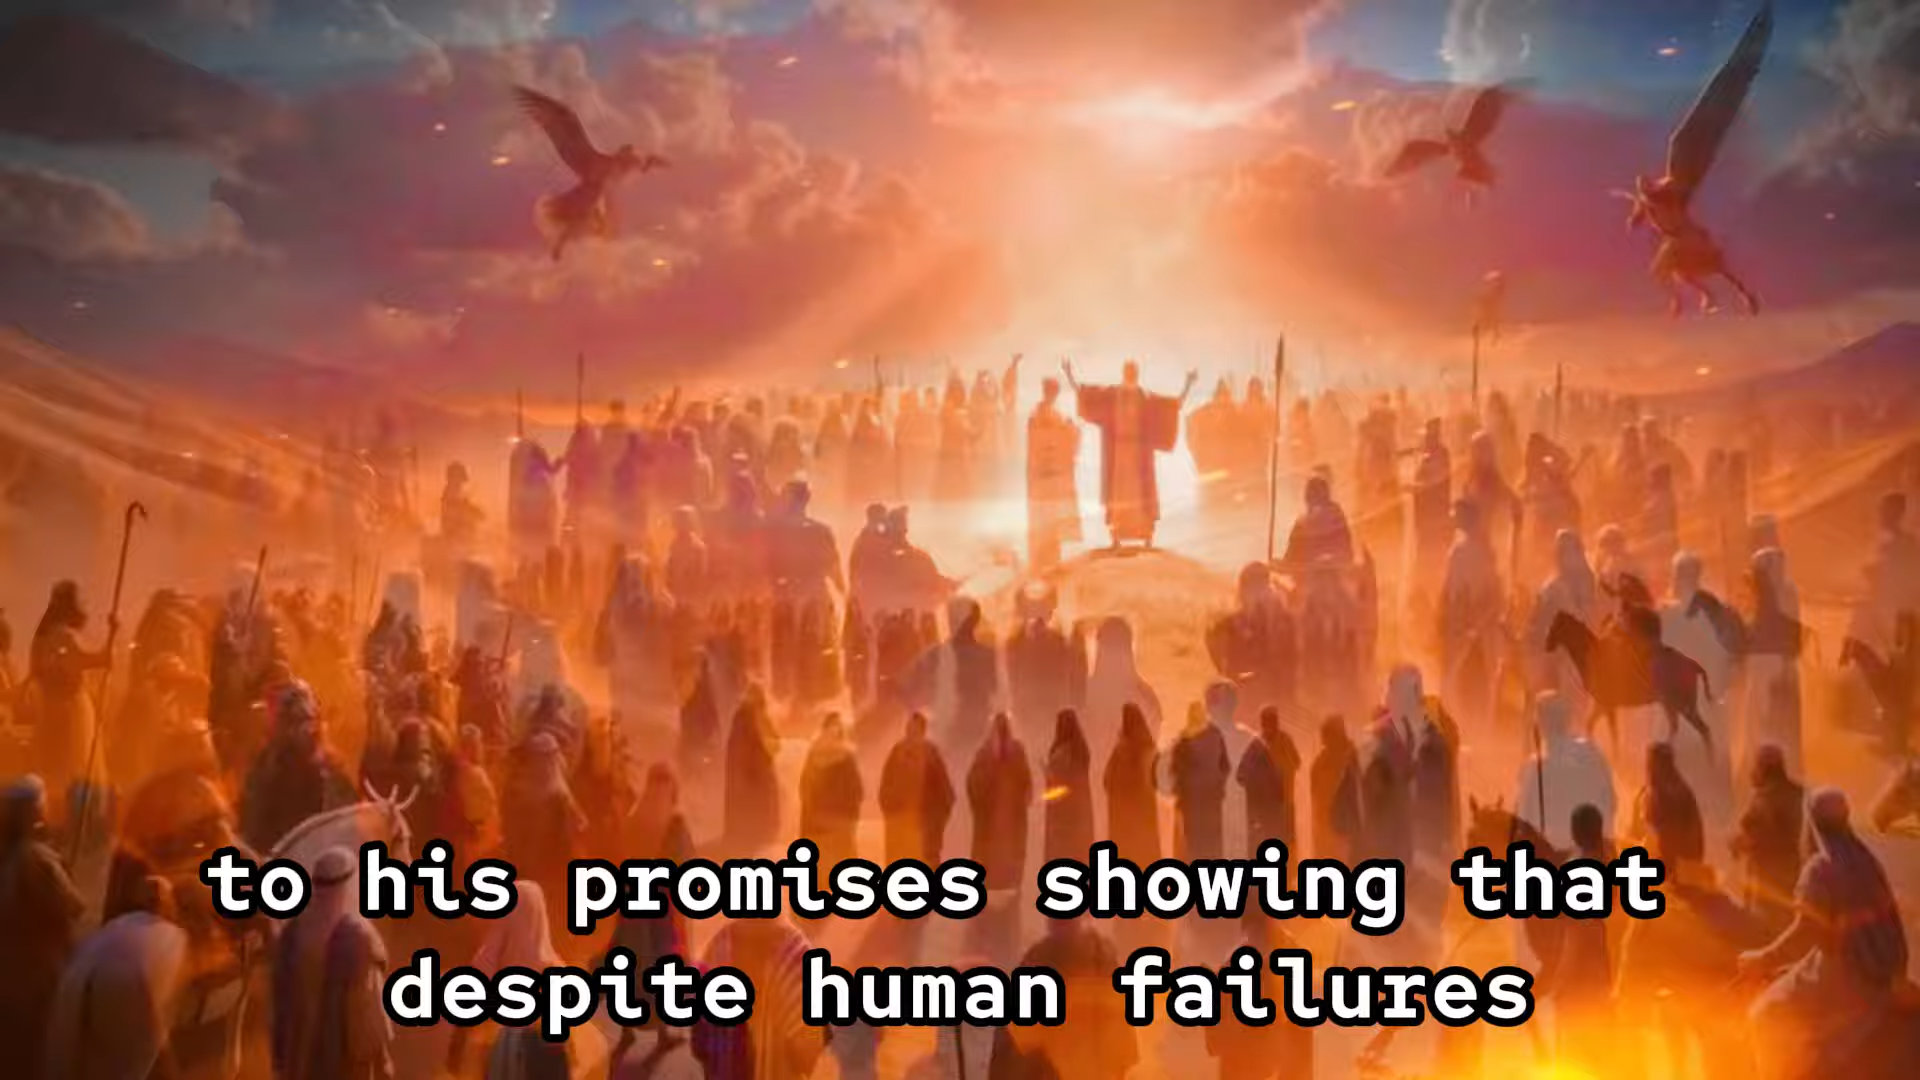 to his promises showing that
despite human failures